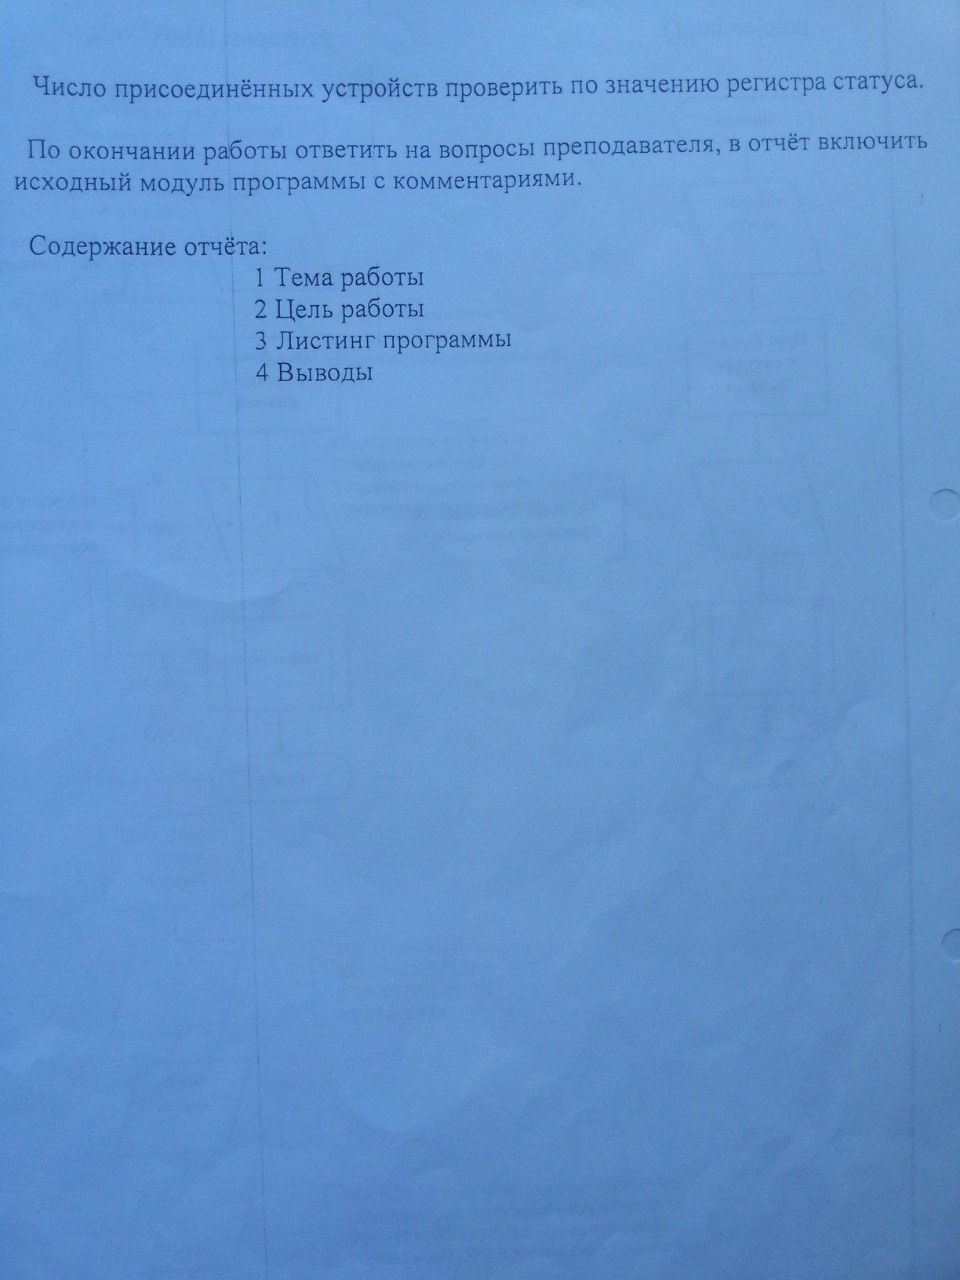 Число присоединённых устройств проверить по значению регистра статуса.
По окончании работы ответить на вопросы преподавателя, в отчёт включить
исходный модуль программы с комментариями.
Содержание отчёта:
1 Тема работы
2 Цель работы
3 Листинг программы
4 Выводы